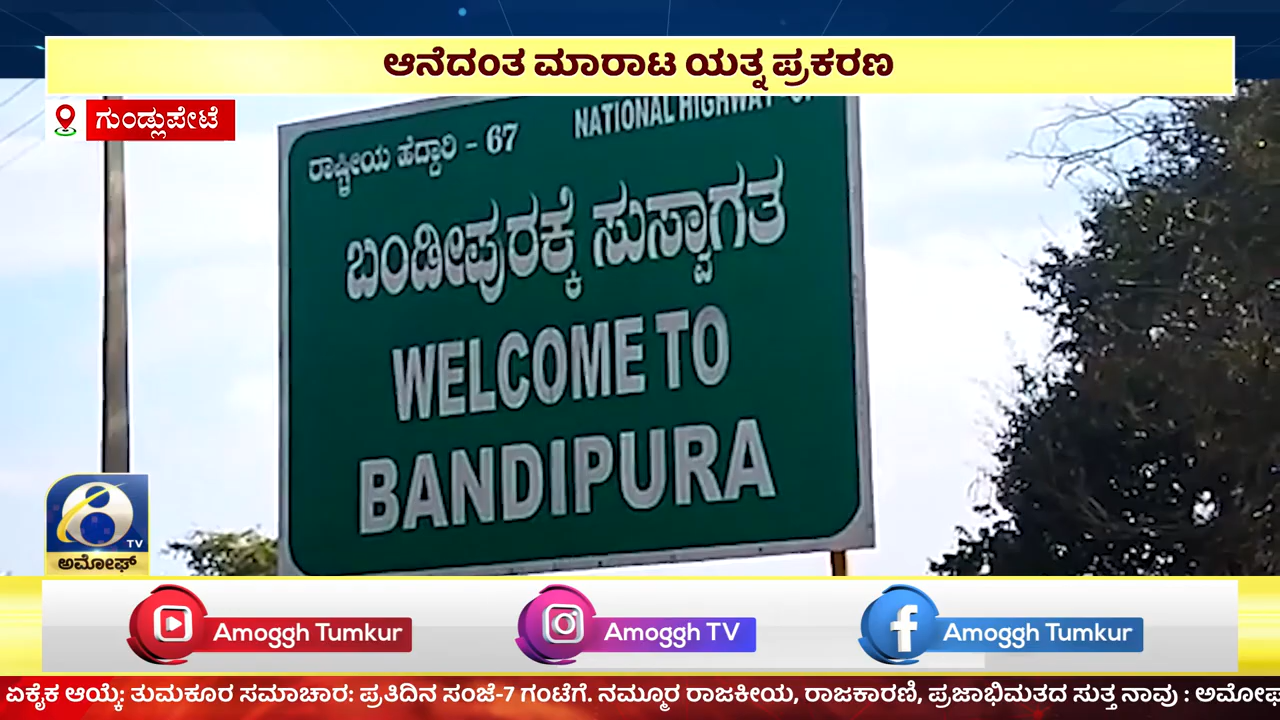 ಆನೆದಂತ ಮಾರಾಟ ಯತ್ನ ಪ್ರಕರಣ
ಗುಂಡ್ಲುಪೇಟೆ
ರಾಷ್ಟ್ರೀಯ ಹೆದ್ದಾರಿ - 67
NATIONAL HIGHWAY
ಬಂಡೀಪುರಕ್ಕೆ ಸುಸ್ವಾಗತ
WELCOME TO
BANDIPURA
TV
ಅಮೋಘ್
Amoggh Tumkur
Amoggh TV
Amoggh Tumkur
ಏಕೈಕ ಆಯ್ಕೆ: ತುಮಕೂರ ಸಮಾಚಾರ: ಪ್ರತಿದಿನ ಸಂಜೆ-7 ಗಂಟೆಗೆ. ನಮ್ಮೂರ ರಾಜಕೀಯ, ರಾಜಕಾರಣಿ, ಪ್ರಜಾಭಿಮತದ ಸುತ್ತ ನಾವು : ಅಮೋಘ